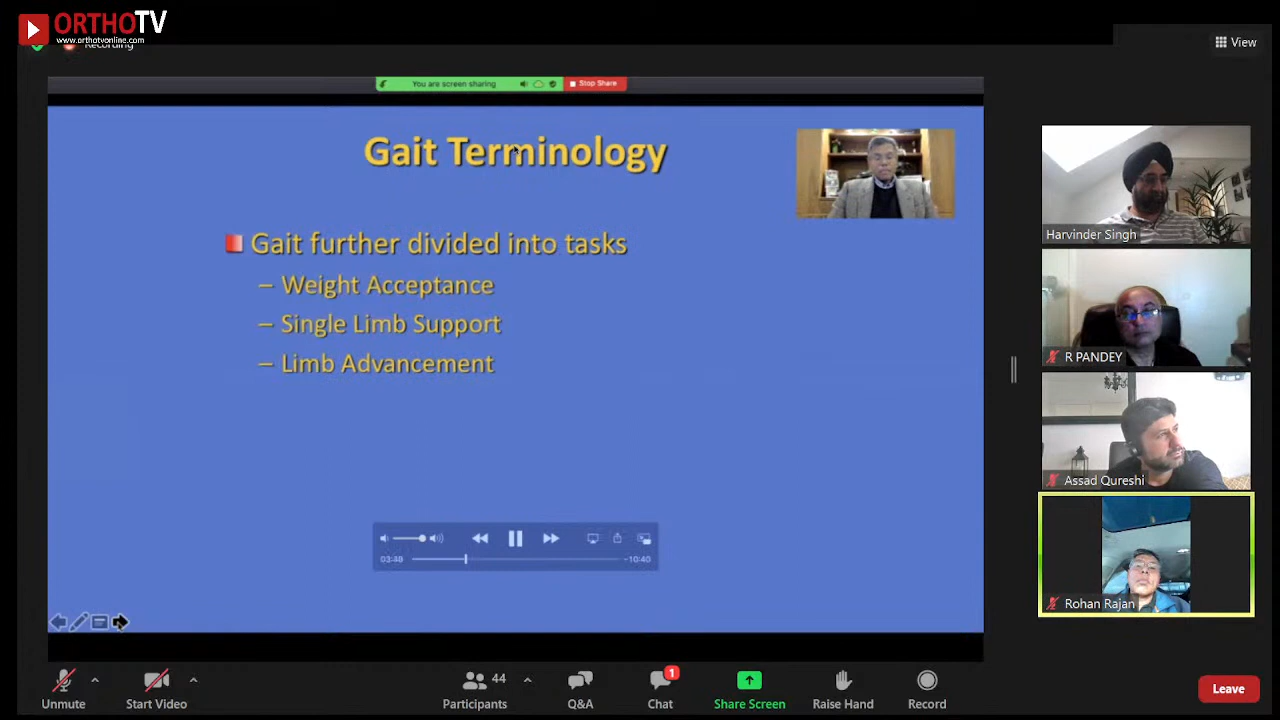 ORTHOTV
www.orthotvonline.com
Recording
View
You are screen sharing
Stop Share
Gait Terminology
Gait further divided into tasks
– Weight Acceptance
– Single Limb Support
– Limb Advancement
03:48
-10:40
Harvinder Singh
R PANDEY
Assad Qureshi
Rohan Rajan
Unmute
Start Video
44
Participants
Q&A
1
Chat
Share Screen
Raise Hand
Record
Leave